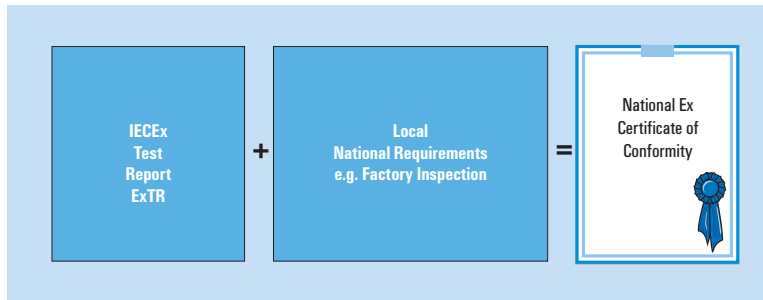 IECEx
Test
Report
ExTR
+
Local
National Requirements
e.g. Factory Inspection
=
National Ex
Certificate of
Conformity